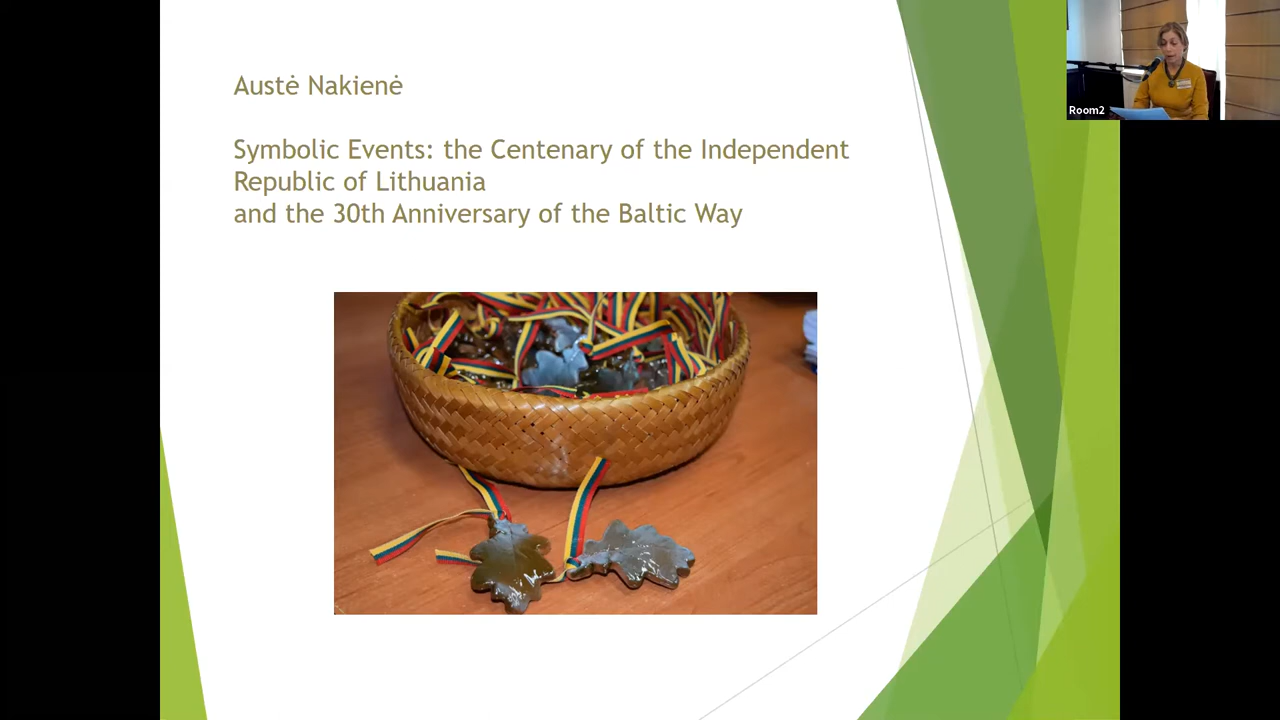 Austė Nakienė
Symbolic Events: the Centenary of the Independent
Republic of Lithuania
and the 30th Anniversary of the Baltic Way
Room2